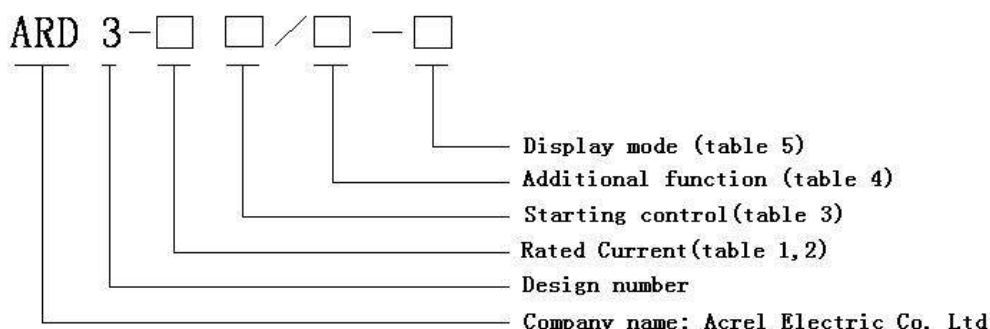 ARD 3-□ □/□-□
Display mode (table 5)
Additional function (table 4)
Starting control(table 3)
Rated Current(table 1,2)
Design number
Company name: Acrel Electric Co. Ltd